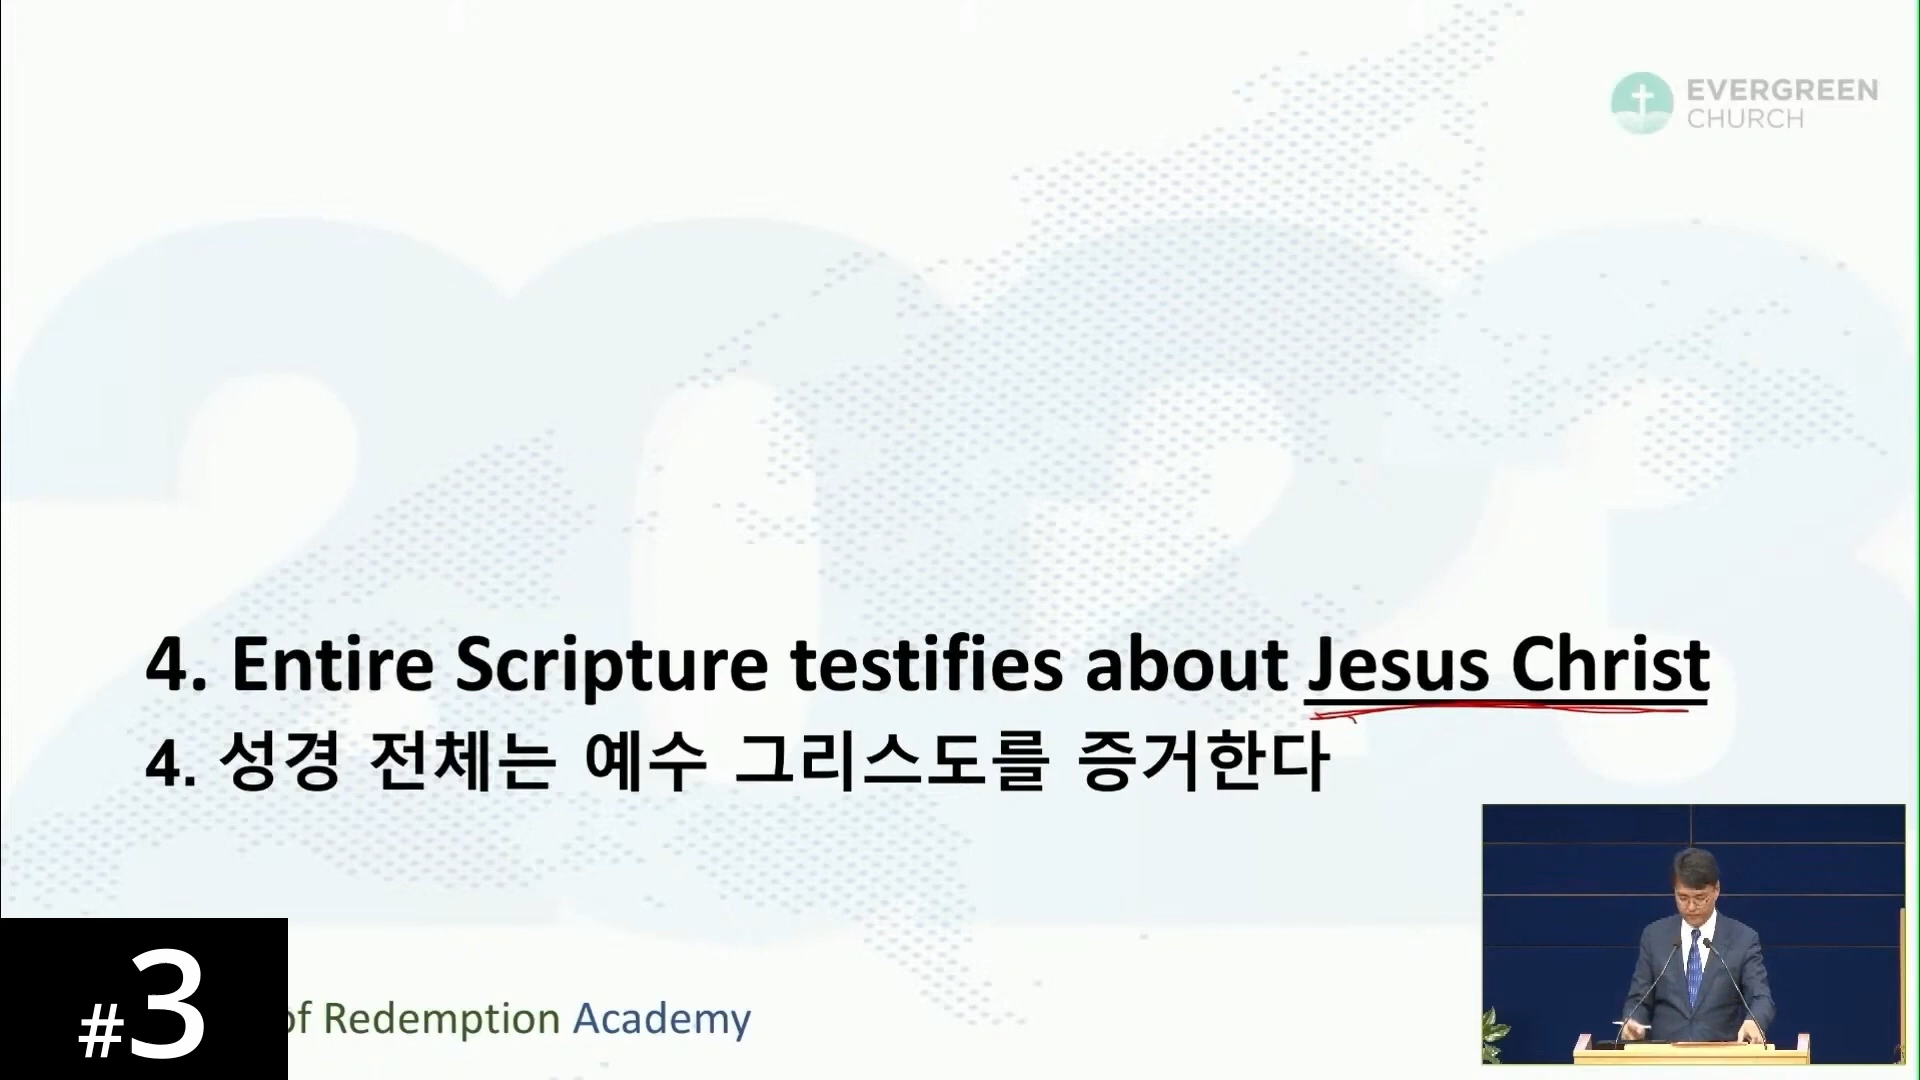 EVERGREEN
CHURCH
4. Entire Scripture testifies about Jesus Christ
4. 성경 전체는 예수 그리스도를 증거한다
#3
of Redemption Academy